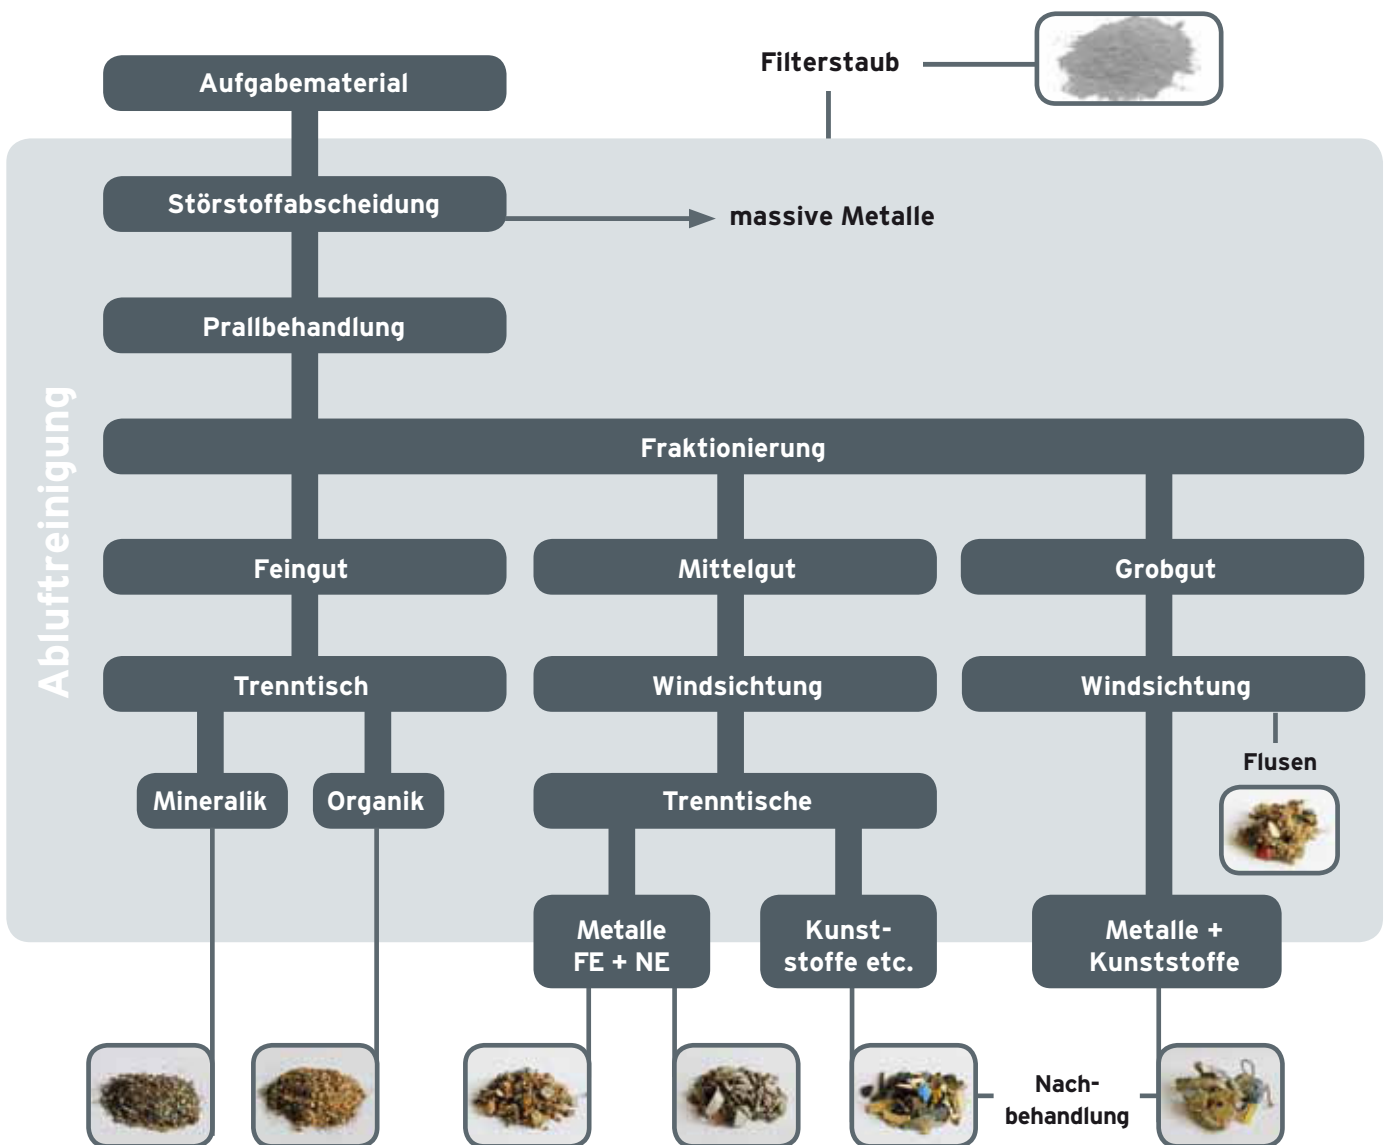 Filterstaub
Aufgabematerial
Störstoffabscheidung
massive Metalle
Prallbehandlung
Abluftreinigung
Fraktionierung
Feingut
Mittelgut
Grobgut
Trenntisch
Windsichtung
Windsichtung
Flusen
Mineralik
Organik
Trenntische
Metalle
FE + NE
Kunst-
stoffe etc.
Metalle +
Kunststoffe
Nach-
behandlung